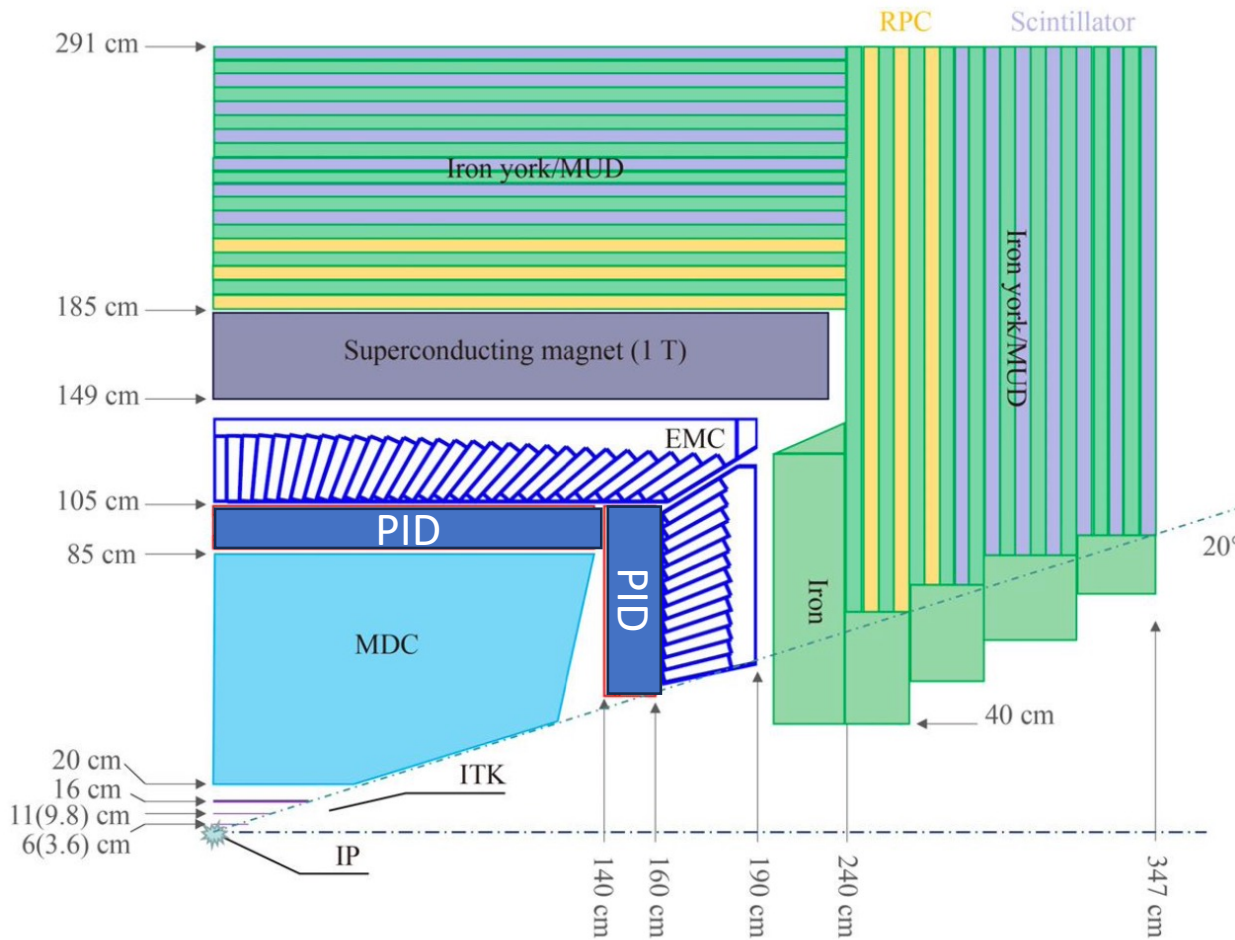 RPC
Scintillator
291 cm
Iron york/MUD
Iron york/MUD
185 cm
Superconducting magnet (1 T)
149 cm
EMC
105 cm
PID
85 cm
PID
20°
MDC
Iron
40 cm
20 cm
16 cm
ITK
11(9.8) cm
6(3.6) cm
IP
140 cm
160 cm
190 cm
240 cm
347 cm